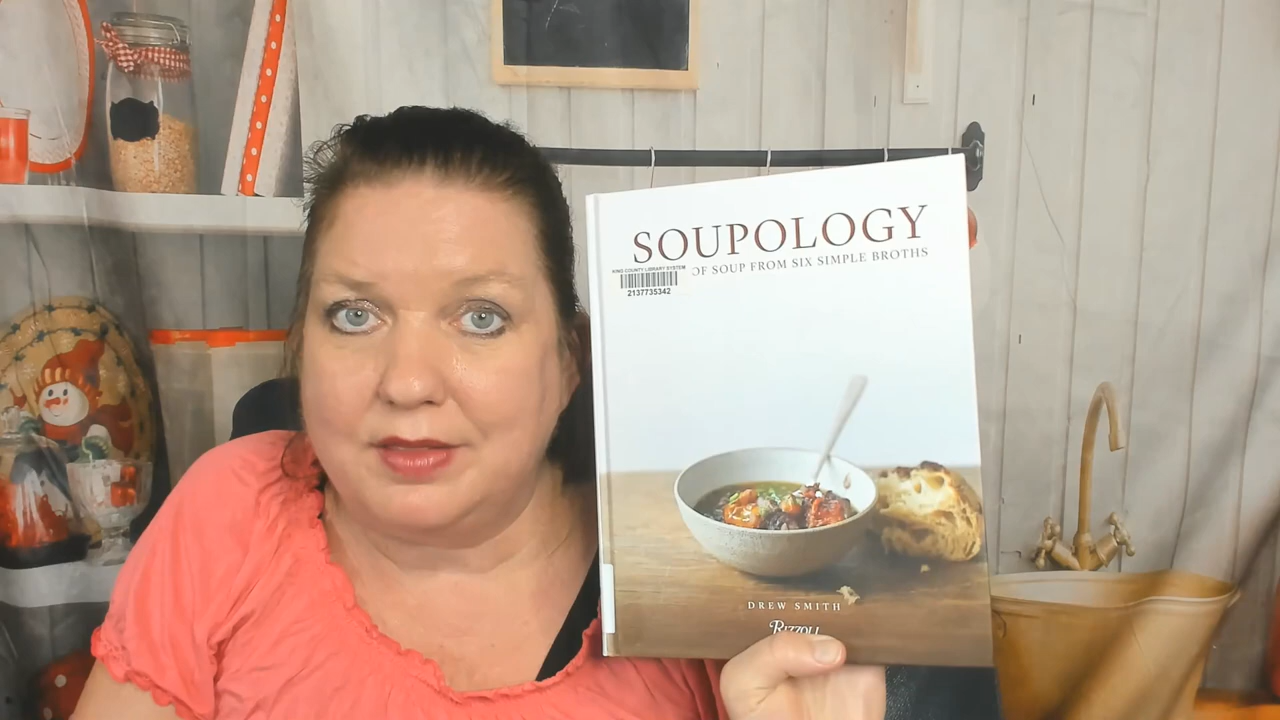 SOUPOLOGY
KING COUNTY LIBRARY SYSTEM
OF SOUP FROM SIX SIMPLE BROTHS
2137735342
DREW SMITH
RIZZOLI